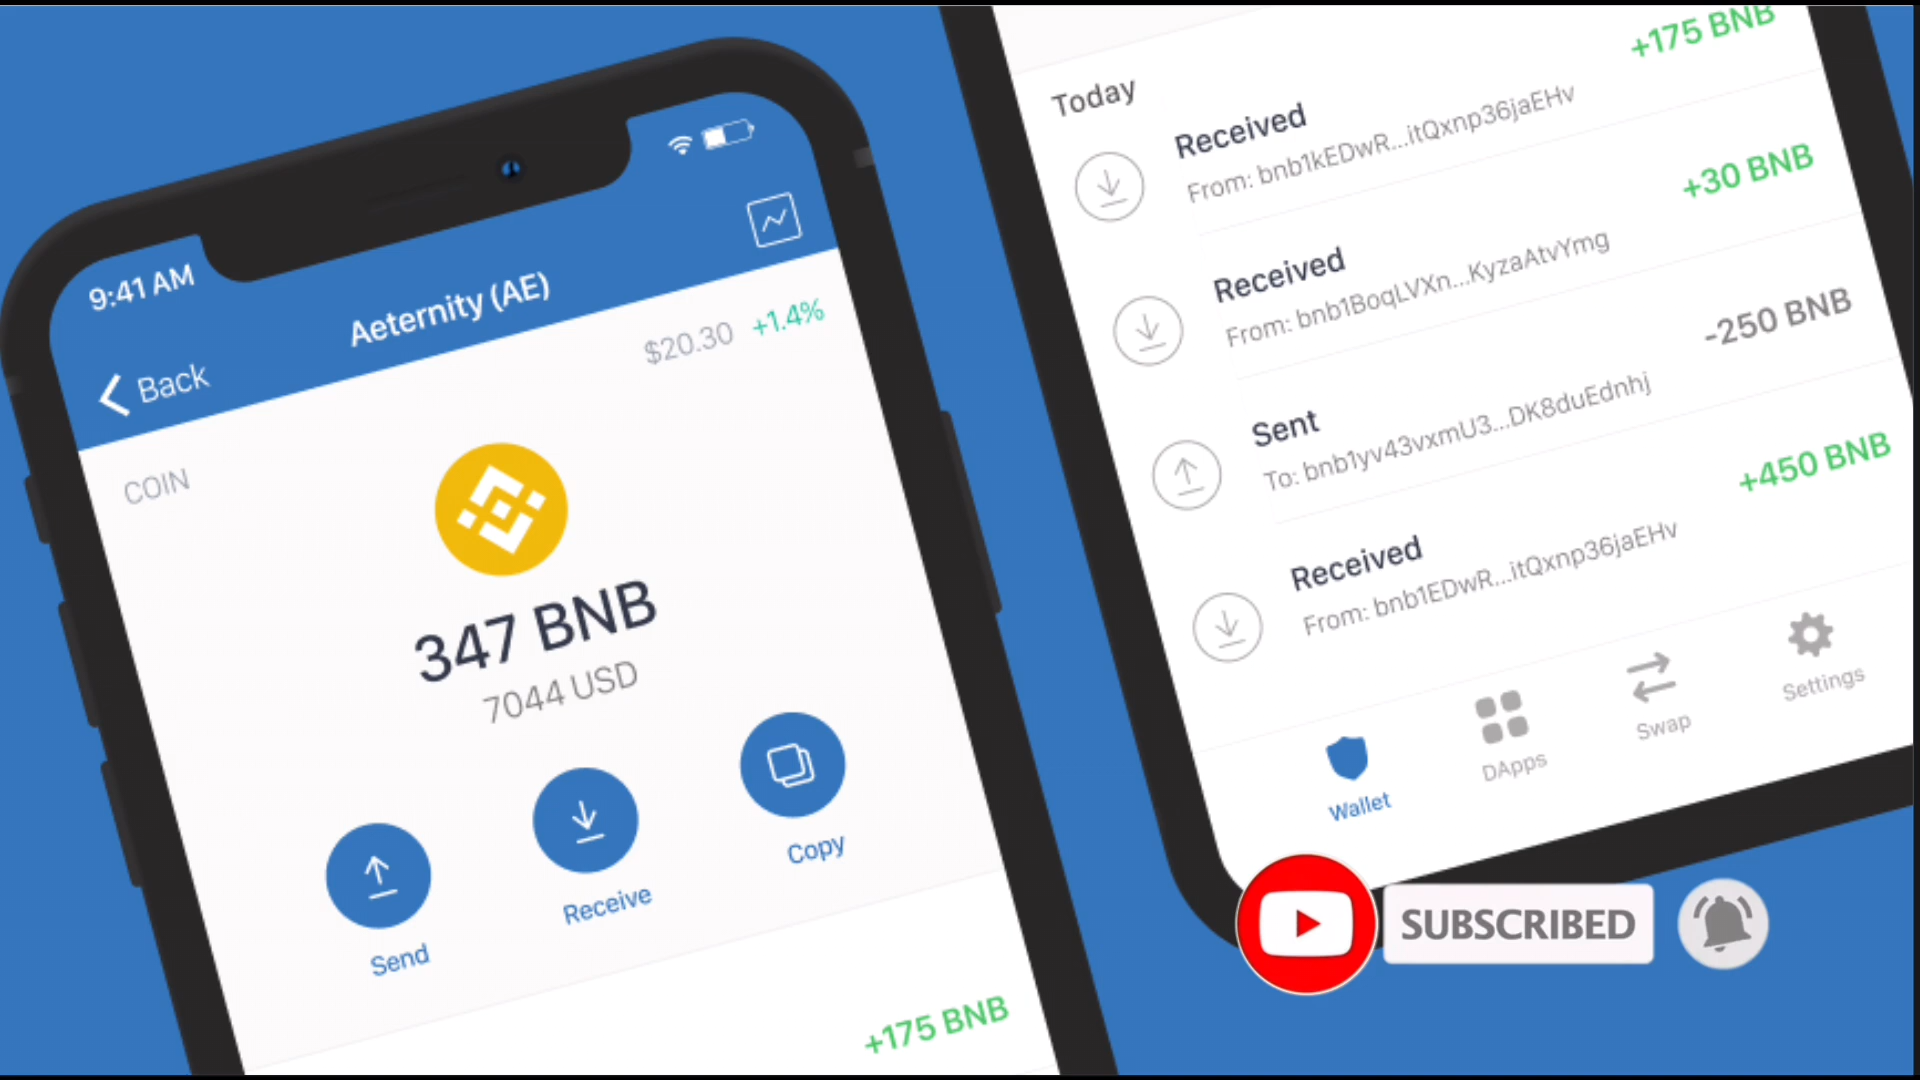 9:41 AM
Back
Aeternity (AE)
$20.30 +1.4%
COIN
347 BNB
7044 USD
Send
Receive
Copy
+175 BNB
Today
+175 BNB
Received
From: bnb1kEDwR...itQxnp36jaEHv
+30 BNB
Received
From: bnb1BoqLVXn...KyzaAtvYmg
-250 BNB
Sent
To: bnb1yv43vxmU3...DK8duEdnhj
+450 BNB
Received
From: bnb1EDwR...itQxnp36jaEHv
Wallet
DApps
Swap
Settings
SUBSCRIBED